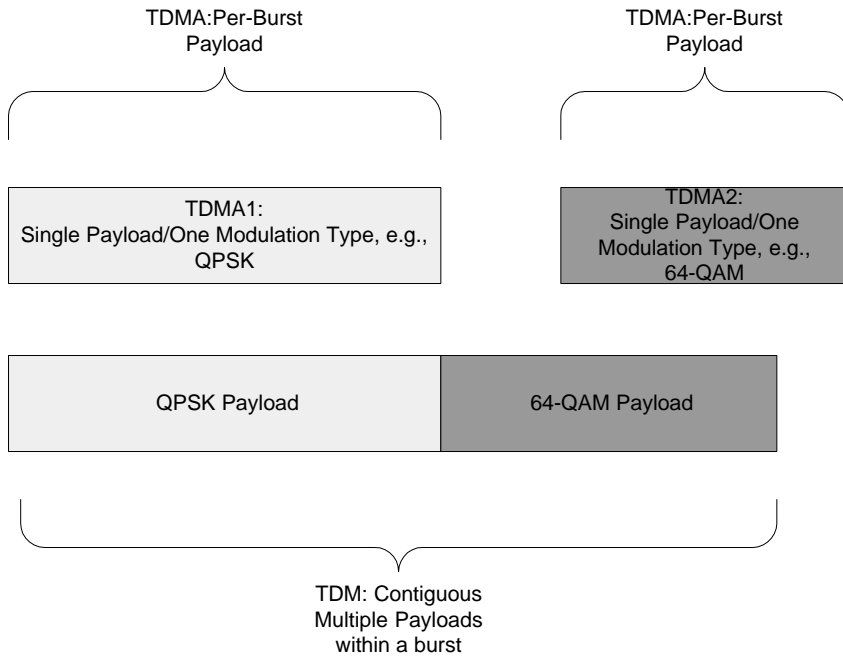 TDMA:Per-Burst
Payload
TDMA:Per-Burst
Payload
TDMA1:
Single Payload/One Modulation Type, e.g.,
QPSK
TDMA2:
Single Payload/One
Modulation Type, e.g.,
64-QAM
QPSK Payload
64-QAM Payload
TDM: Contiguous
Multiple Payloads
within a burst